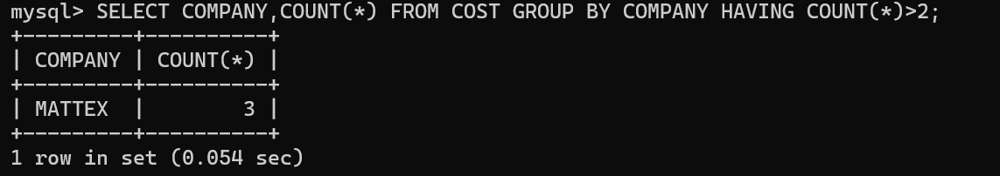 mysql> SELECT COMPANY,COUNT(*) FROM COST GROUP BY COMPANY HAVING COUNT(*)>2;
+---------+----------+
| COMPANY | COUNT(*) |
+---------+----------+
| MATTEX  |        3 |
+---------+----------+
1 row in set (0.054 sec)